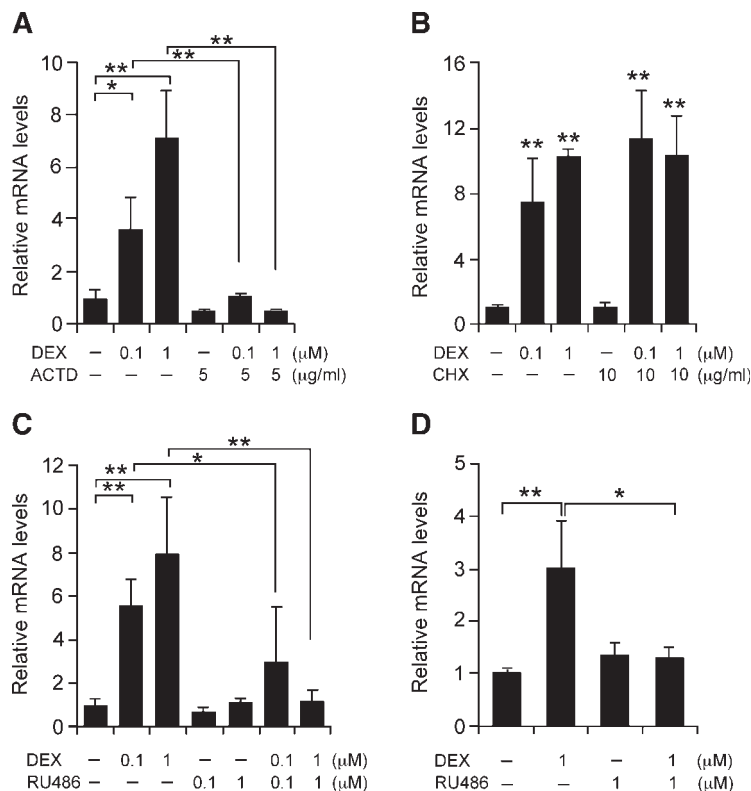 A
Relative mRNA levels
10
8
6
4
2
0
*
**
**
**
DEX – 0.1 1 – 0.1 1 (μM)
ACTD – – – 5 5 5 (μg/ml)
B
Relative mRNA levels
16
12
8
4
0
** ** ** **
DEX – 0.1 1 – 0.1 1 (μM)
CHX – – – 10 10 10 (μg/ml)
C
Relative mRNA levels
12
10
8
6
4
2
0
**
**
*
**
DEX – 0.1 1 – – 0.1 1 (μM)
RU486 – – – 0.1 1 0.1 1 (μM)
D
Relative mRNA levels
5
4
3
2
1
0
** *
DEX – 1 – 1 (μM)
RU486 – – 1 1 (μM)